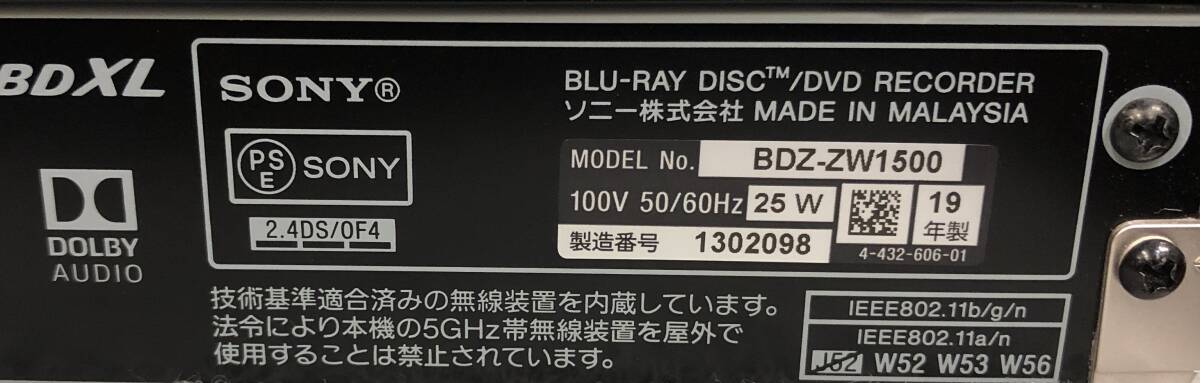 BDXL
DOLBY
AUDIO
SONY®
PSE SONY
2.4DS/OF4
BLU-RAY DISC™/DVD RECORDER
ソニー株式会社 MADE IN MALAYSIA
MODEL No. BDZ-ZW1500
100V 50/60Hz 25 W
製造番号 1302098
19
年製
4-432-606-01
技術基準適合済みの無線装置を内蔵しています。
法令により本機の5GHz帯無線装置を屋外で
使用することは禁止されています。
IEEE802.11b/g/n
IEEE802.11a/n
J52 W52 W53 W56